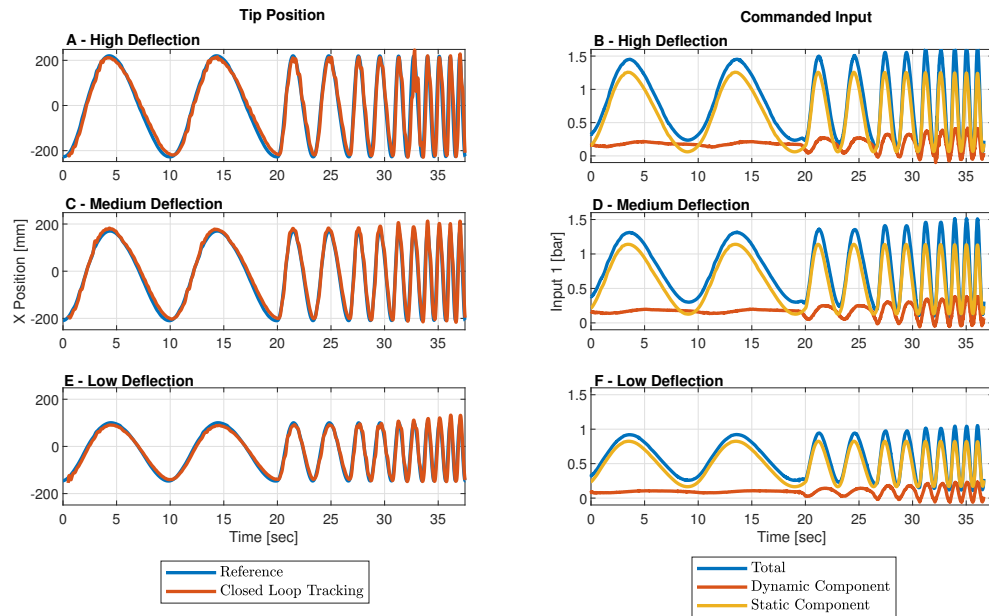 Tip Position
A - High Deflection
200
0
-200
0 5 10 15 20 25 30 35
C - Medium Deflection
200
0
-200
0 5 10 15 20 25 30 35
X Position [mm]
E - Low Deflection
200
0
-200
0 5 10 15 20 25 30 35
Time [sec]
Reference
Closed Loop Tracking
Commanded Input
B - High Deflection
1.5
1
0.5
0
0 5 10 15 20 25 30 35
D - Medium Deflection
1.5
1
0.5
0
0 5 10 15 20 25 30 35
Input 1 [bar]
F - Low Deflection
1.5
1
0.5
0
0 5 10 15 20 25 30 35
Time [sec]
Total
Dynamic Component
Static Component